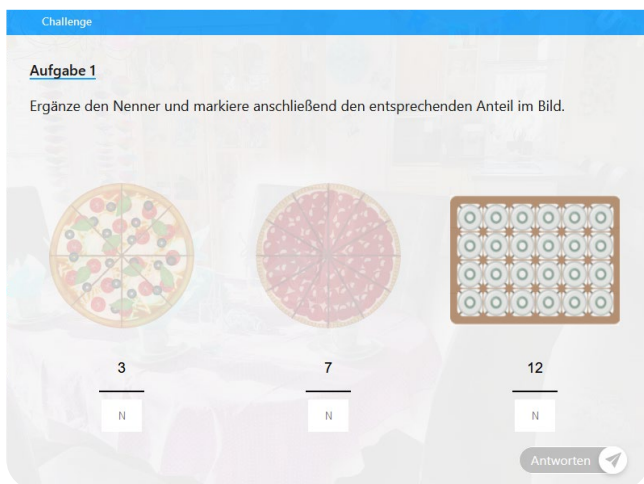 Challenge
Aufgabe 1
Ergänze den Nenner und markiere anschließend den entsprechenden Anteil im Bild.
3 7 12
N N N
Antworten